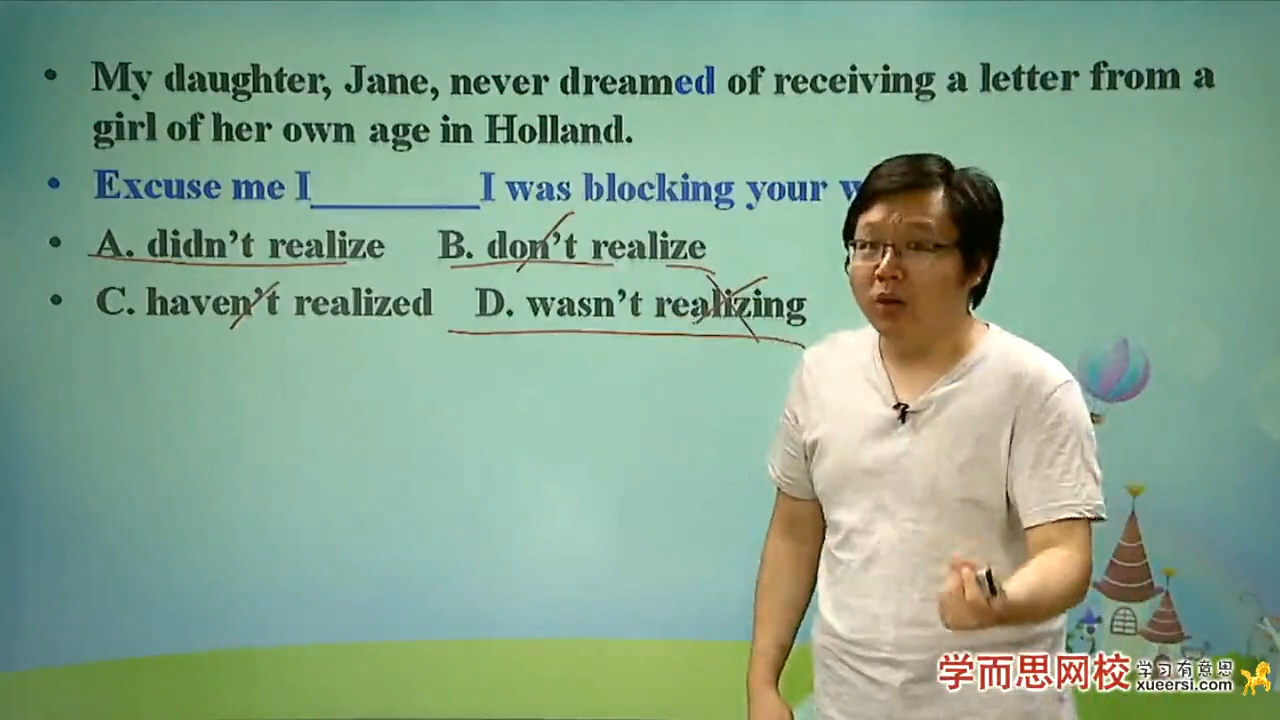 • My daughter, Jane, never dreamed of receiving a letter from a
girl of her own age in Holland.
• Excuse me I________I was blocking your
• A. didn't realize B. don't realize
• C. haven't realized D. wasn't realizing
学而思网校 学习有意思
xueersi.com